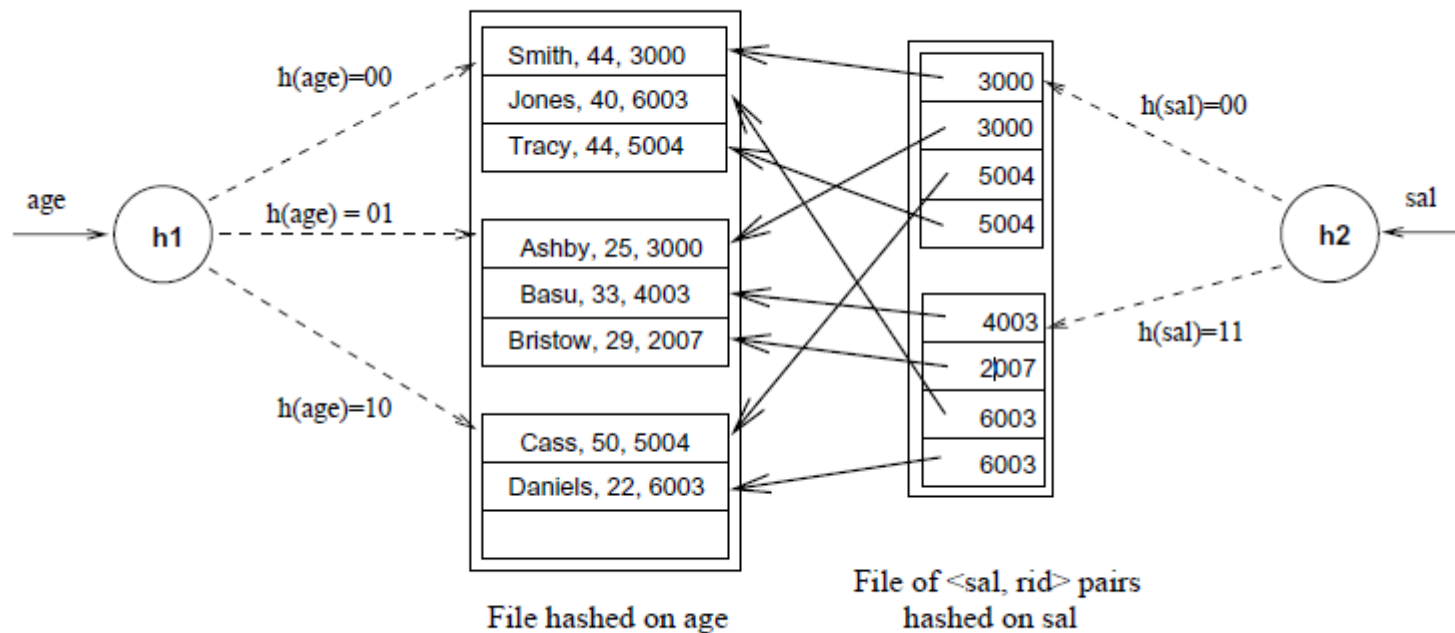 age
h1
h(age)=00
h(age) = 01
h(age)=10
Smith, 44, 3000
Jones, 40, 6003
Tracy, 44, 5004
Ashby, 25, 3000
Basu, 33, 4003
Bristow, 29, 2007
Cass, 50, 5004
Daniels, 22, 6003
File hashed on age
3000
3000
5004
5004
4003
2007
6003
6003
File of <sal, rid> pairs
hashed on sal
h(sal)=00
h(sal)=11
h2
sal